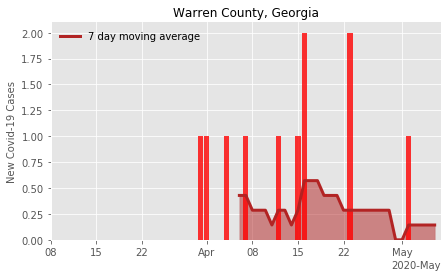 Warren County, Georgia
7 day moving average
New Covid-19 Cases
2.00
1.75
1.50
1.25
1.00
0.75
0.50
0.25
0.00
08 15 22 Apr 08 15 22 May
2020-May